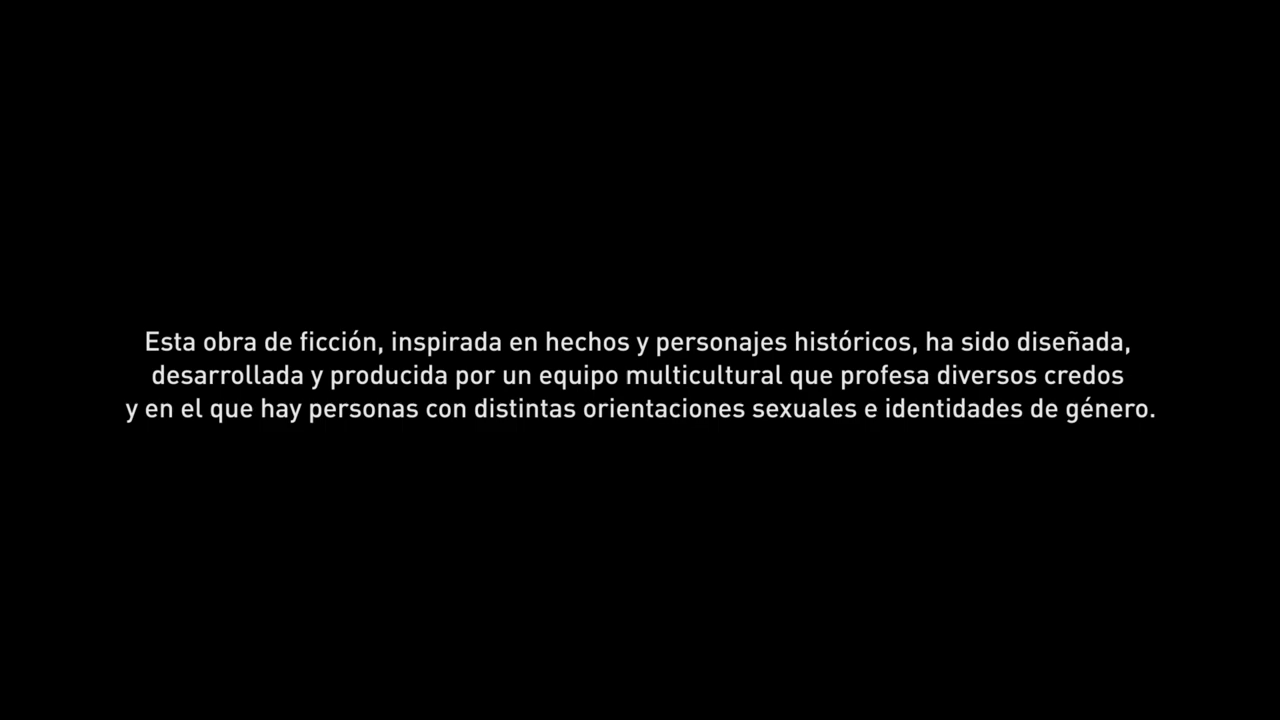 Esta obra de ficción, inspirada en hechos y personajes históricos, ha sido diseñada,
desarrollada y producida por un equipo multicultural que profesa diversos credos
y en el que hay personas con distintas orientaciones sexuales e identidades de género.